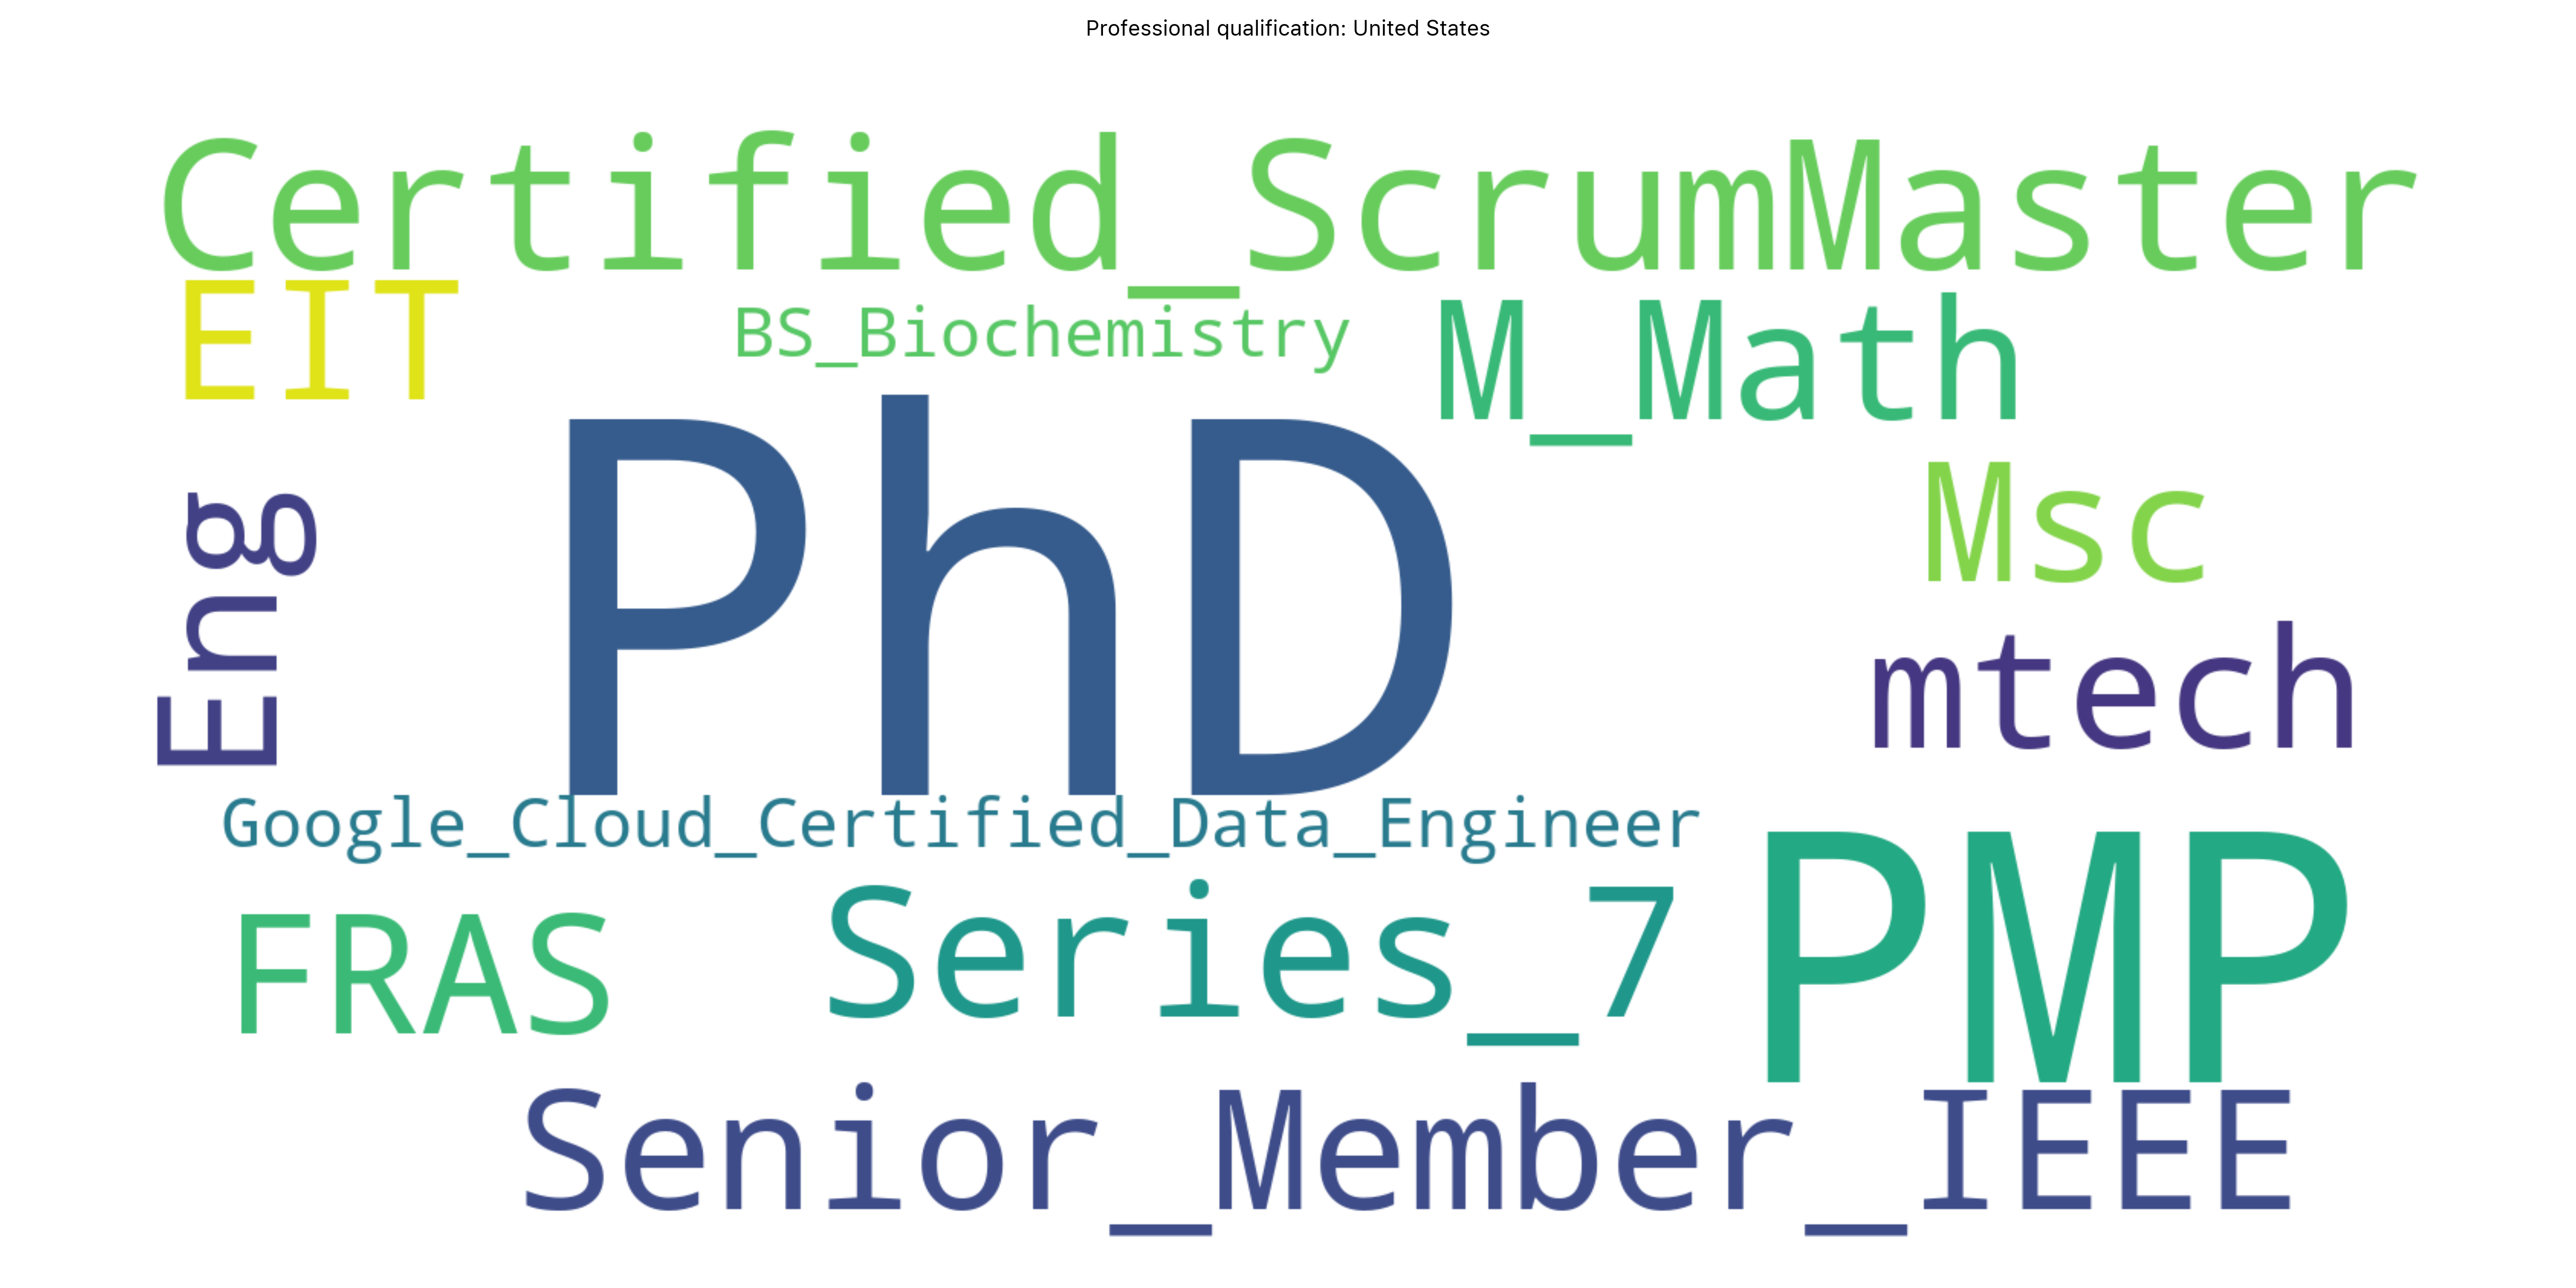 Professional qualification: United States
Certified_ScrumMaster
EIT
BS_Biochemistry
M_Math
PhD
Msc
Eng
mtech
Google_Cloud_Certified_Data_Engineer
PMP
FRAS
Series_7
Senior_Member_IEEE